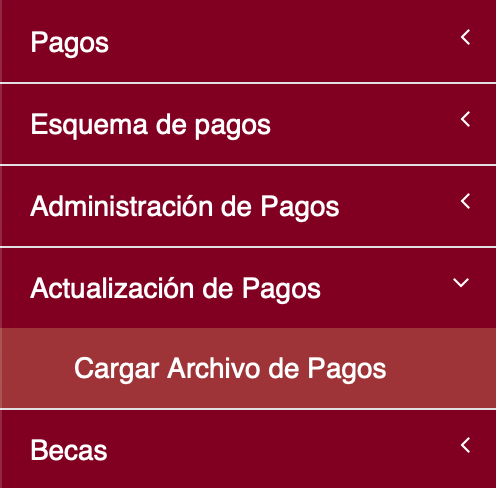 Pagos
Esquema de pagos
Administración de Pagos
Actualización de Pagos
Cargar Archivo de Pagos
Becas